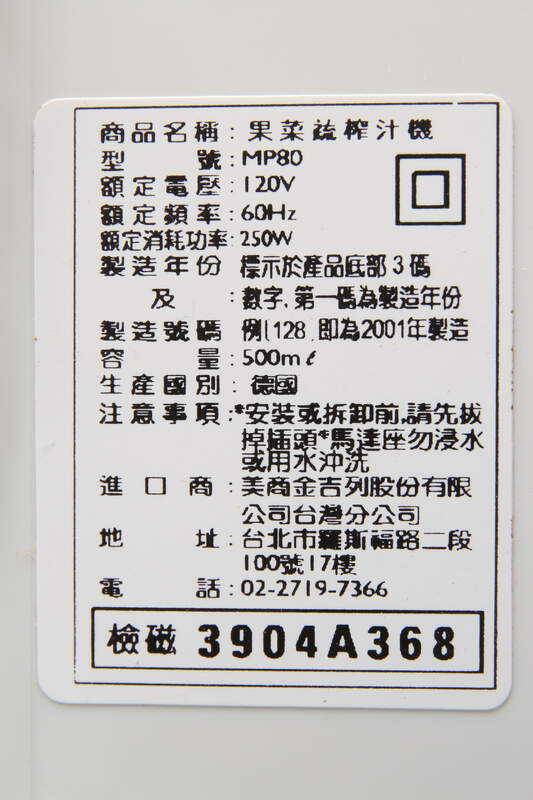 商品名稱：果菜蔬榨汁機
型號：MP80
額定電壓：120V
額定頻率：60Hz
額定消耗功率：250W
製造年份 標示於產品底部3碼
及：數字,第一碼為製造年份
製造號碼 例(128 即為2001年製造
容量：500mℓ
生產國別：德國
注意事項：*安裝或拆卸前,請先拔
掉插頭*馬達座勿浸水
或用水沖洗
進口商：美商金吉列股份有限
公司台灣分公司
地址：台北市羅斯福路二段
100號17樓
電話：02-2719-7366
檢磁 3904A368